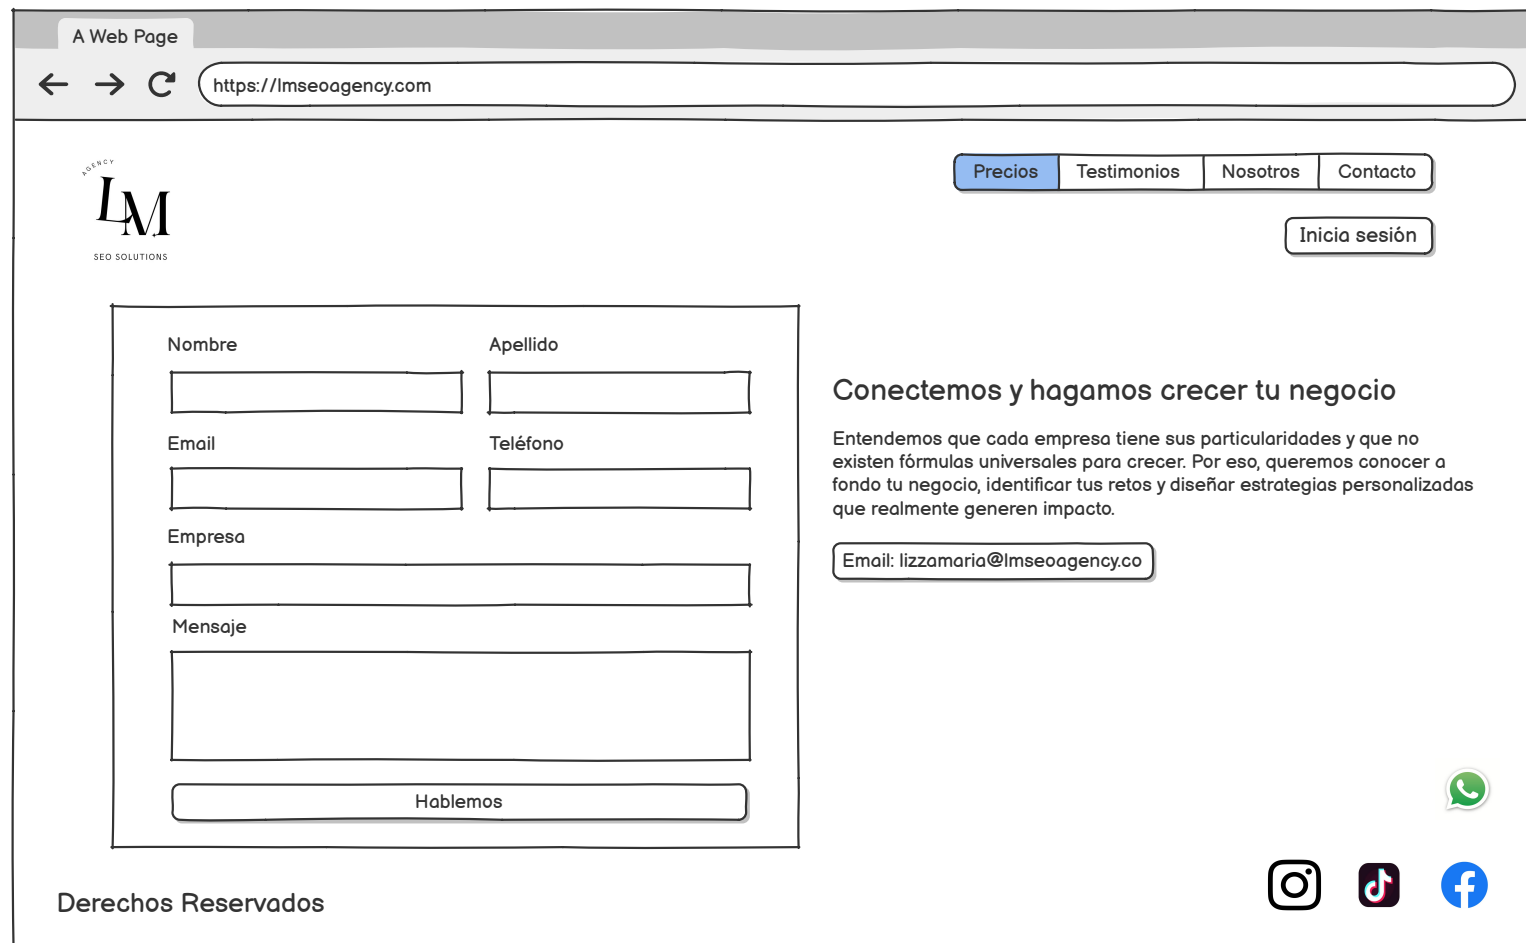 A Web Page
https://lmseoagency.com
AGENCY
LM
SEO SOLUTIONS
Precios Testimonios Nosotros Contacto
Inicia sesión
Nombre Apellido
Email Teléfono
Empresa
Mensaje
Hablemos
Conectemos y hagamos crecer tu negocio
Entendemos que cada empresa tiene sus particularidades y que no
existen fórmulas universales para crecer. Por eso, queremos conocer a
fondo tu negocio, identificar tus retos y diseñar estrategias personalizadas
que realmente generen impacto.
Email: lizzamaria@lmseoagency.co
Derechos Reservados